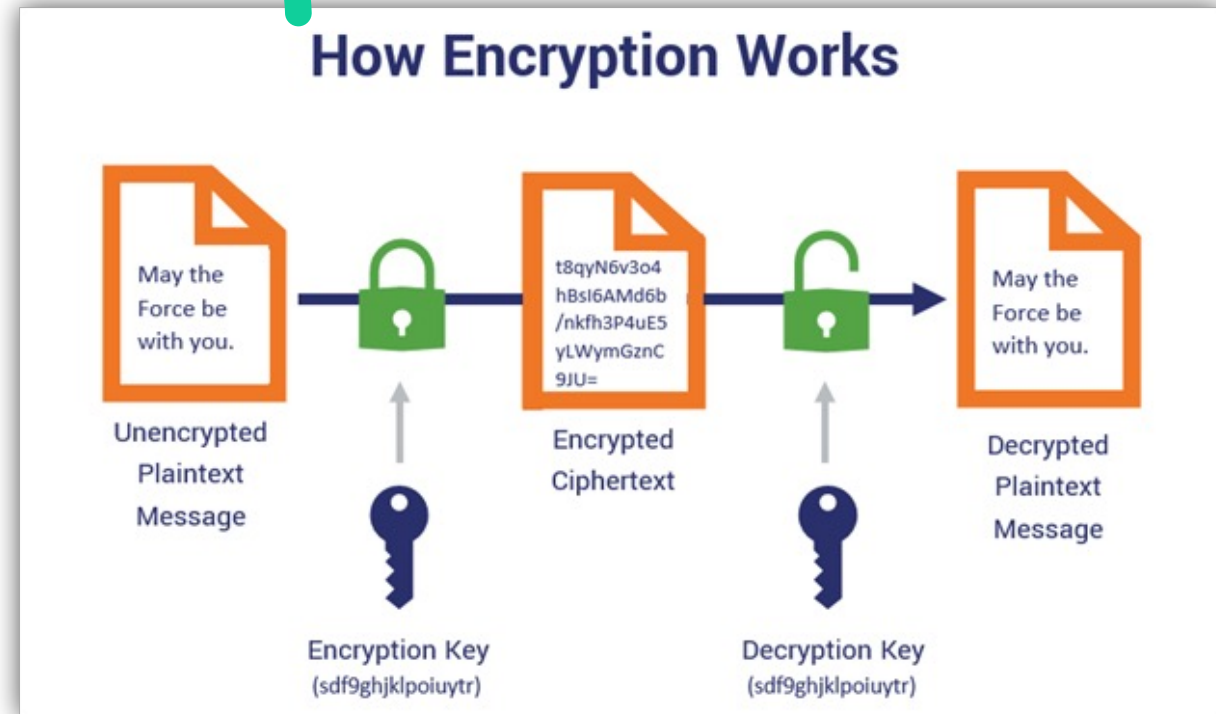 How Encryption Works
May the
Force be
with you.
t8qyN6v3o4
hBsI6AMd6b
/nkfh3P4uE5
yLWymGznC
9JU=
May the
Force be
with you.
Unencrypted
Plaintext
Message
Encrypted
Ciphertext
Decrypted
Plaintext
Message
Encryption Key
(sdf9ghjklpoiuytr)
Decryption Key
(sdf9ghjklpoiuytr)